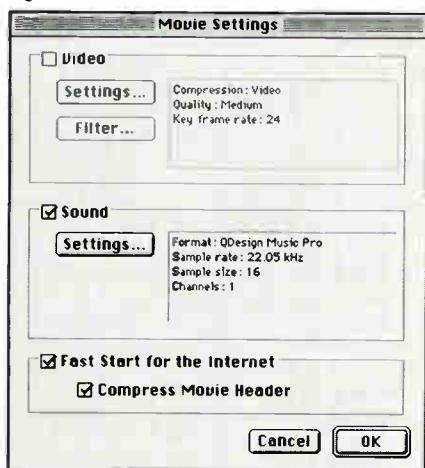 Movie Settings
Video
Settings...
Filter...
Compression: Video
Quality: Medium
Key frame rate: 24
Sound
Settings...
Format: QDesign Music Pro
Sample rate: 22.05 kHz
Sample size: 16
Channels: 1
Fast Start for the Internet
Compress Movie Header
Cancel
OK